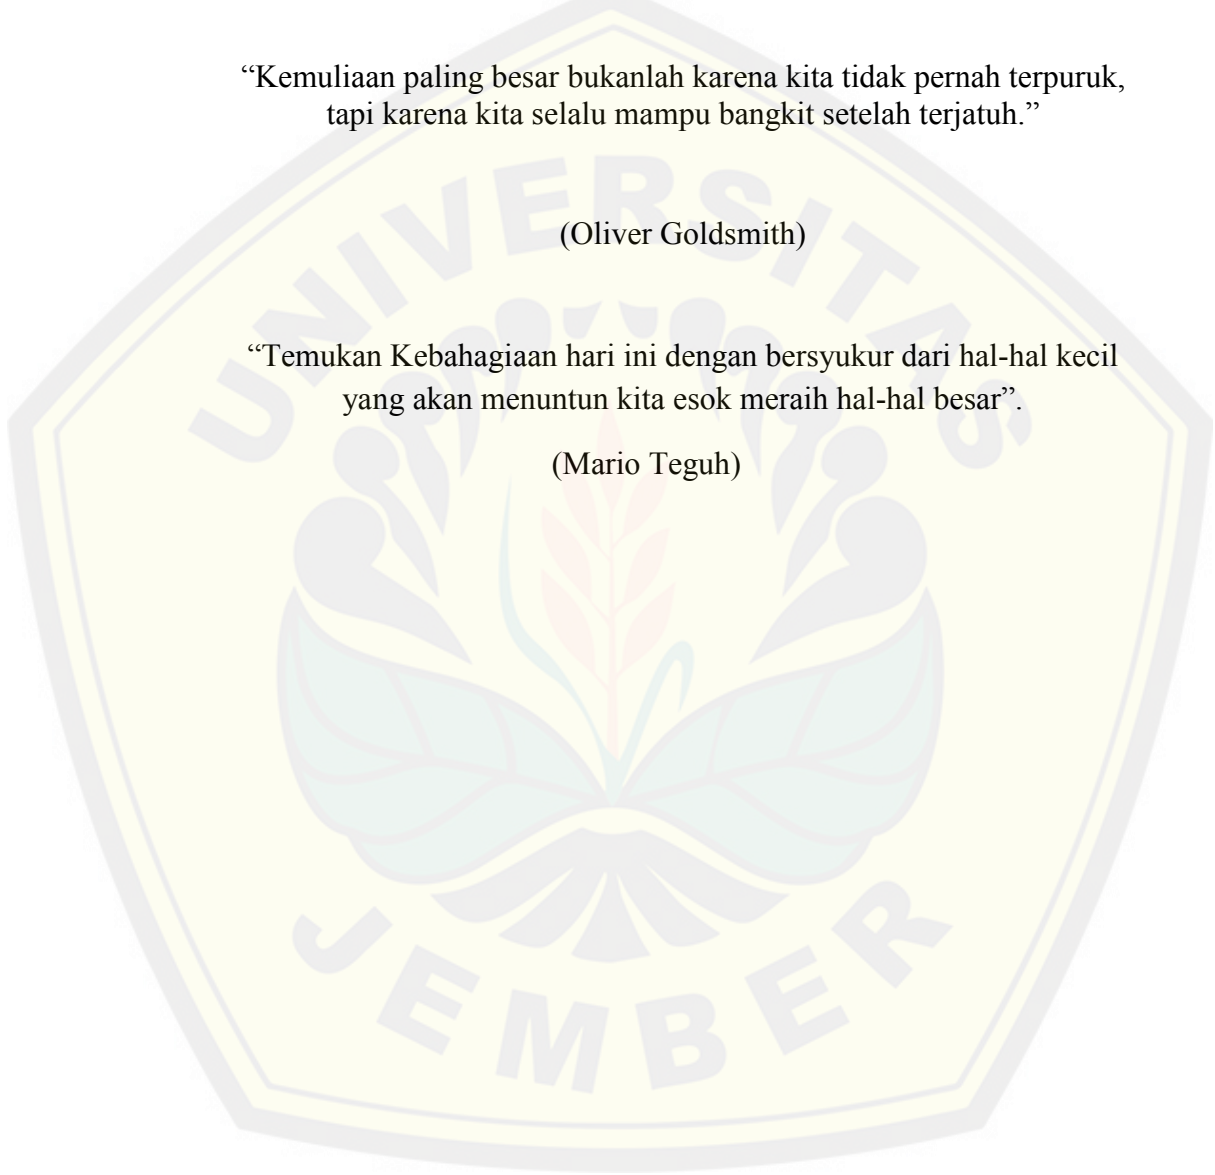 “Kemuliaan paling besar bukanlah karena kita tidak pernah terpuruk,
tapi karena kita selalu mampu bangkit setelah terjatuh.”
(Oliver Goldsmith)
“Temukan Kebahagiaan hari ini dengan bersyukur dari hal-hal kecil
yang akan menuntun kita esok meraih hal-hal besar”.
(Mario Teguh)
UNIVERSITAS
JEMBER